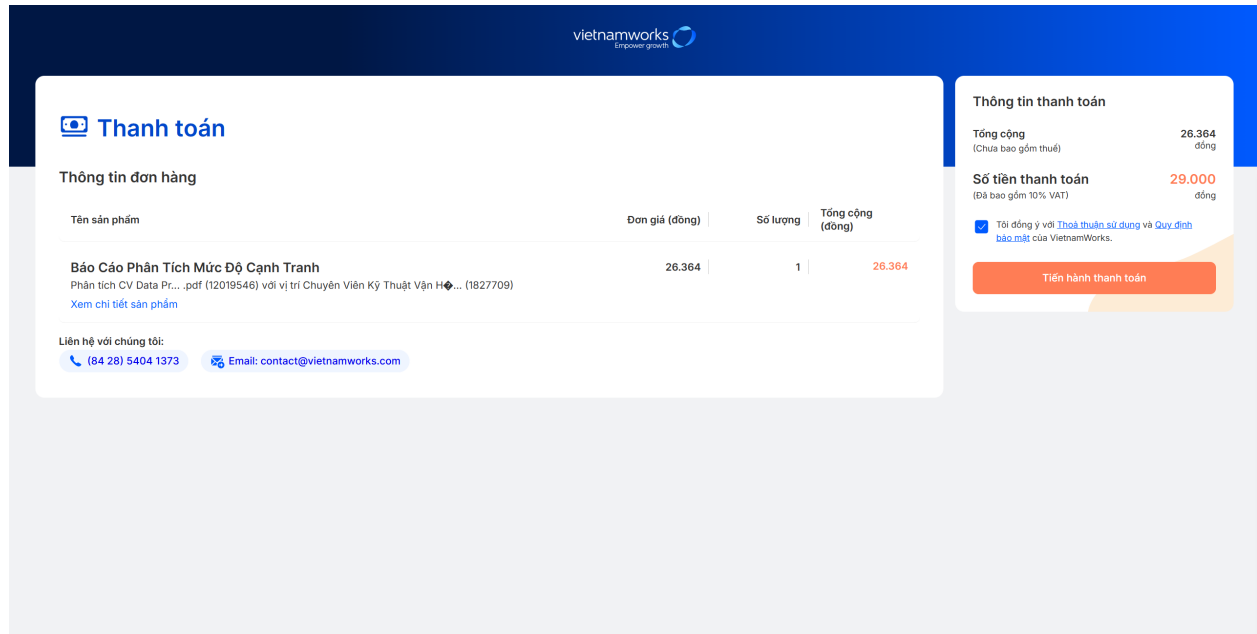 vietnamworks
Empower growth
Thanh toán
Thông tin đơn hàng
Tên sản phẩm Đơn giá (đồng) Số lượng Tổng cộng (đồng)
Báo Cáo Phân Tích Mức Độ Cạnh Tranh 26.364 1 26.364
Phân tích CV Data Pr... .pdf (12019546) với vị trí Chuyên Viên Kỹ Thuật Vận H�... (1827709)
Xem chi tiết sản phẩm
Liên hệ với chúng tôi:
(84 28) 5404 1373 Email: contact@vietnamworks.com
Thông tin thanh toán
Tổng cộng 26.364
(Chưa bao gồm thuế) đồng
Số tiền thanh toán 29.000
(Đã bao gồm 10% VAT) đồng
Tôi đồng ý với Thoả thuận sử dụng và Quy định
bảo mật của VietnamWorks.
Tiến hành thanh toán